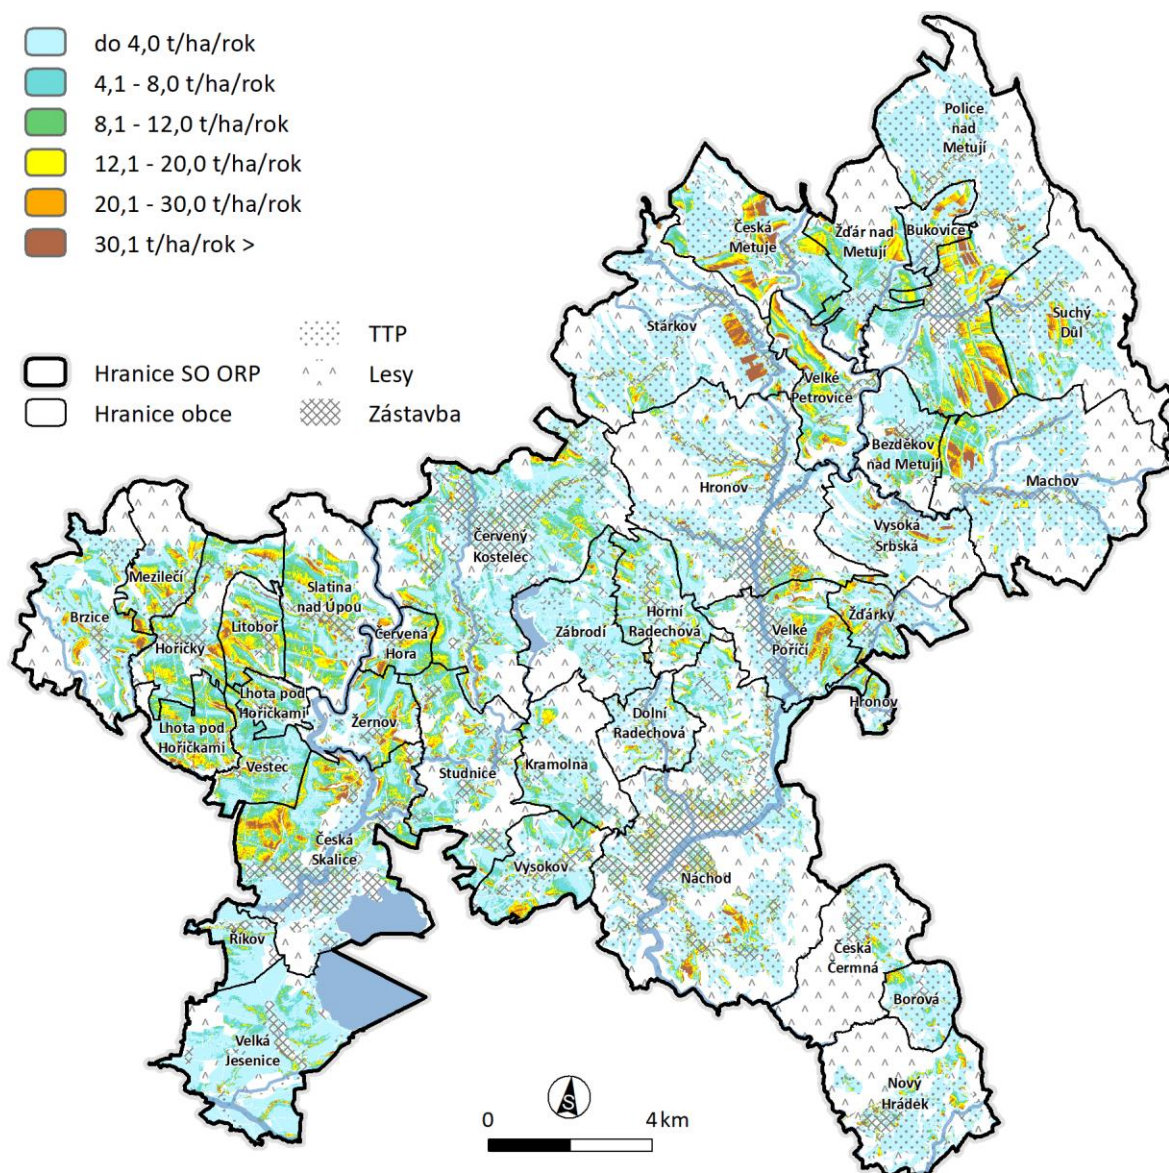 do 4,0 t/ha/rok
4,1 - 8,0 t/ha/rok
8,1 - 12,0 t/ha/rok
12,1 - 20,0 t/ha/rok
20,1 - 30,0 t/ha/rok
30,1 t/ha/rok >
TTP
Hranice SO ORP
Lesy
Hranice obce
Zástavba
Police
nad
Metují
Česká
Metuje
Žďár nad
Metují
Bukovice
Stárkov
Suchý
Důl
Velké
Petrovice
Bezděkov
nad Metují
Machov
Hronov
Vysoká
Srbská
Červený
Kostelec
Mezilečí
Slatina
nad Úpou
Brzice
Litoboř
Hořičky
Červená
Hora
Zábrodí
Horní
Radechová
Velké
Poříčí
Žďárky
Hronov
Lhota pod
Hořičkami
Lhota pod
Hořičkami
Žernov
Dolní
Radechová
Vestec
Studnice
Kramolna
Česká
Skalice
Vysokov
Náchod
Říkov
Česká
Čermná
Borová
Velká
Jesenice
Nový
Hrádek
S
0
4 km